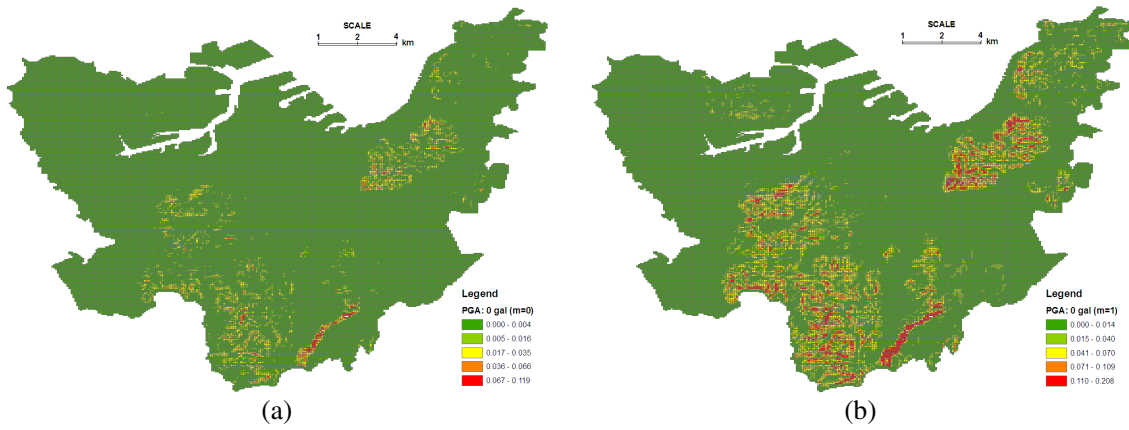 SCALE
1 2 4
km
Legend
PGA: 0 gal (m=0)
0.000 - 0.004
0.005 - 0.016
0.017 - 0.035
0.036 - 0.066
0.067 - 0.119
(a)
SCALE
1 2 4
km
Legend
PGA: 0 gal (m=1)
0.000 - 0.014
0.015 - 0.040
0.041 - 0.070
0.071 - 0.109
0.110 - 0.208
(b)